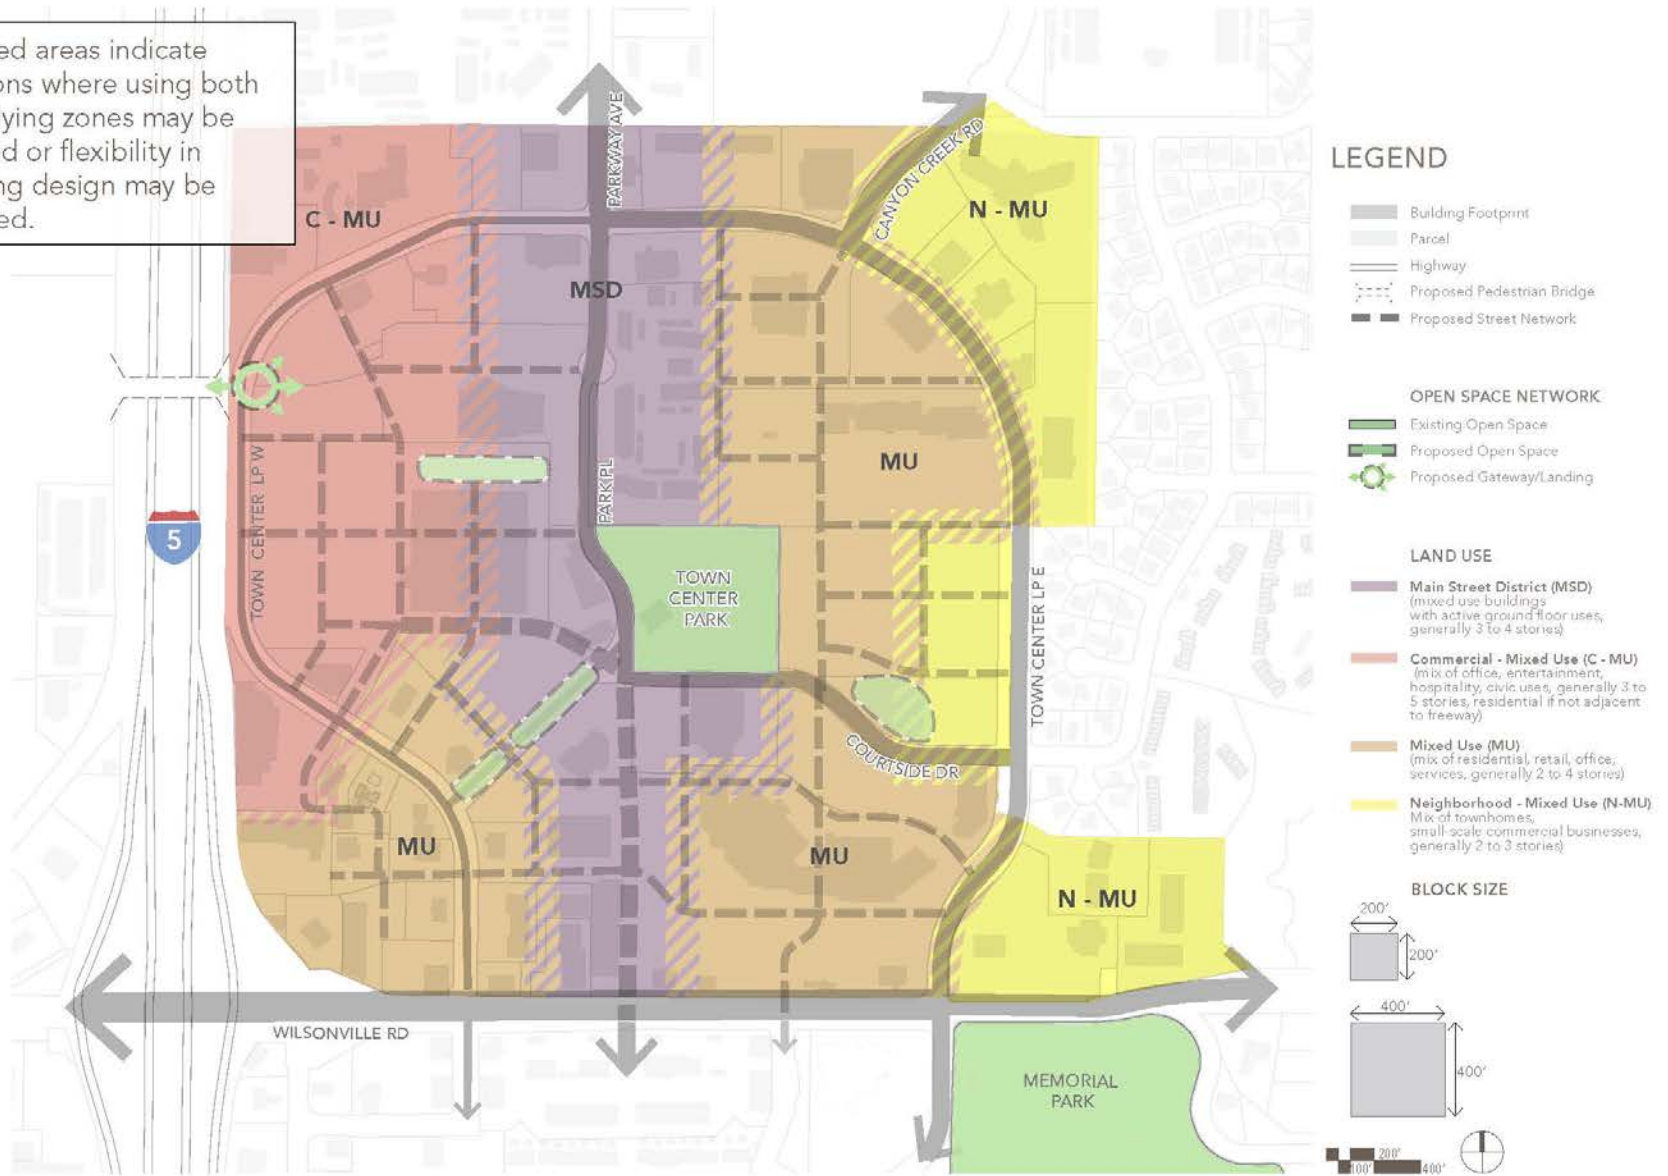 ed areas indicate
ons where using both
lying zones may be
d or flexibility in
ng design may be
ed.
PARKWAY AVE
CANYON CREEK RD
C - MU
N - MU
MSD
TOWN CENTER LP W
PARK PL
MU
5
TOWN
CENTER
PARK
TOWN CENTER LP E
COURTSIDE DR
MU
MU
N - MU
WILSONVILLE RD
MEMORIAL
PARK
LEGEND
Building Footprint
Parcel
Highway
Proposed Pedestrian Bridge
Proposed Street Network
OPEN SPACE NETWORK
Existing Open Space
Proposed Open Space
Proposed Gateway/Landing
LAND USE
Main Street District (MSD)
(mixed use buildings
with active ground floor uses,
generally 3 to 4 stories)
Commercial - Mixed Use (C - MU)
(mix of office, entertainment,
hospitality, civic uses, generally 3 to
5 stories, residential if not adjacent
to freeway)
Mixed Use (MU)
(mix of residential, retail, office,
services, generally 2 to 4 stories)
Neighborhood - Mixed Use (N-MU)
Mix of townhomes,
small-scale commercial businesses,
generally 2 to 3 stories)
BLOCK SIZE
200'
200'
400'
400'
200'
100'
400'